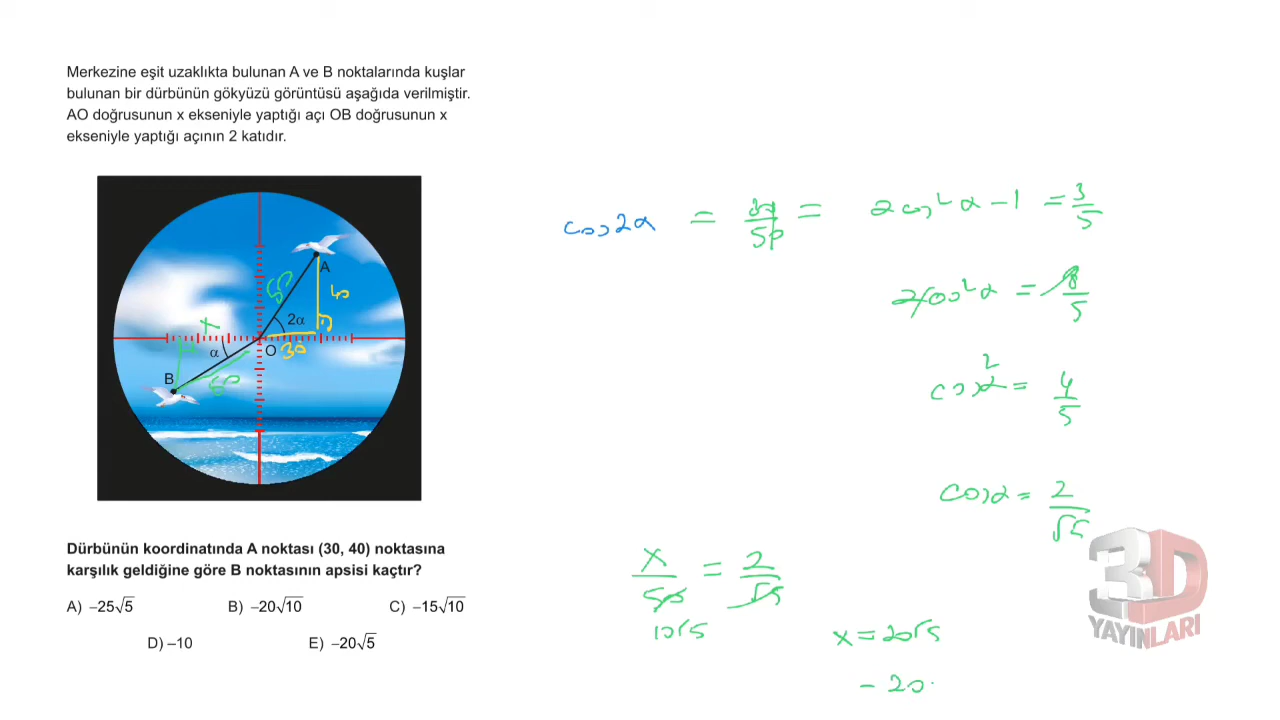 Merkezine eşit uzaklıkta bulunan A ve B noktalarında kuşlar
bulunan bir dürbünün gökyüzü görüntüsü aşağıda verilmiştir.
AO doğrusunun x ekseniyle yaptığı açı OB doğrusunun x
ekseniyle yaptığı açının 2 katıdır.
A
50
40
2α
x
α
O
30
B
50
Dürbünün koordinatında A noktası (30, 40) noktasına
karşılık geldiğine göre B noktasının apsisi kaçtır?
A) −25√5 B) −20√10 C) −15√10
D) −10 E) −20√5
cos2α = 30/50 = 2cos²α − 1 = 3/5
2cos²α = 8/5
cos²α = 4/5
cosα = 2/√5
x/50 = 2/√5
10√5
x = 20√5
− 20
3D
YAYINLARI